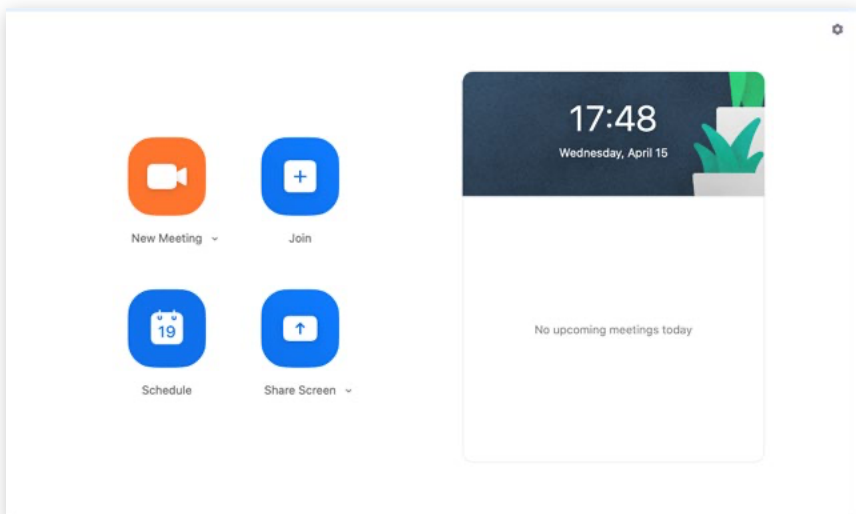 17:48
Wednesday, April 15
New Meeting
Join
19
Schedule
Share Screen
No upcoming meetings today